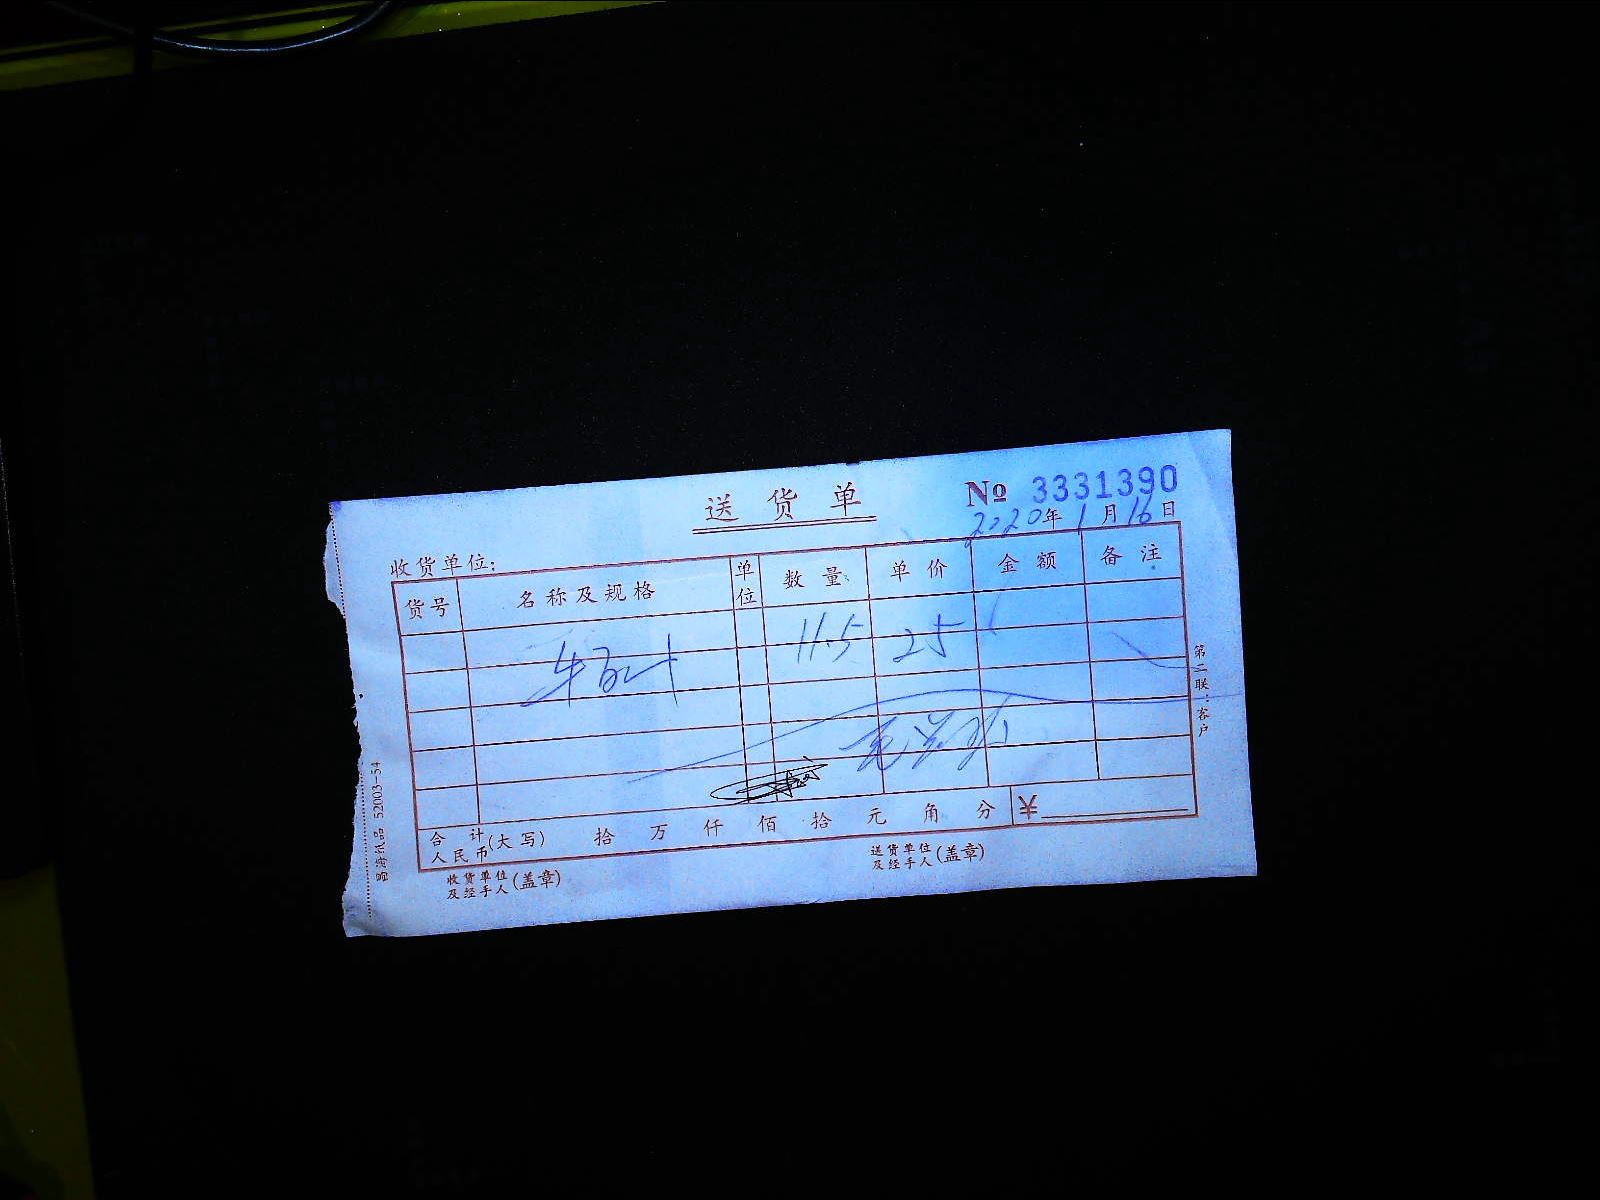 送货单
№ 3331390
2020年1月16日
收货单位:
货号 名称及规格 单位 数量 单价 金额 备注
11.5 25
合计(大写) 拾 万 仟 佰 拾 元 角 分 ¥
人民币
收货单位
及经手人(盖章)
送货单位
及经手人(盖章)
第二联:客户
52003-54